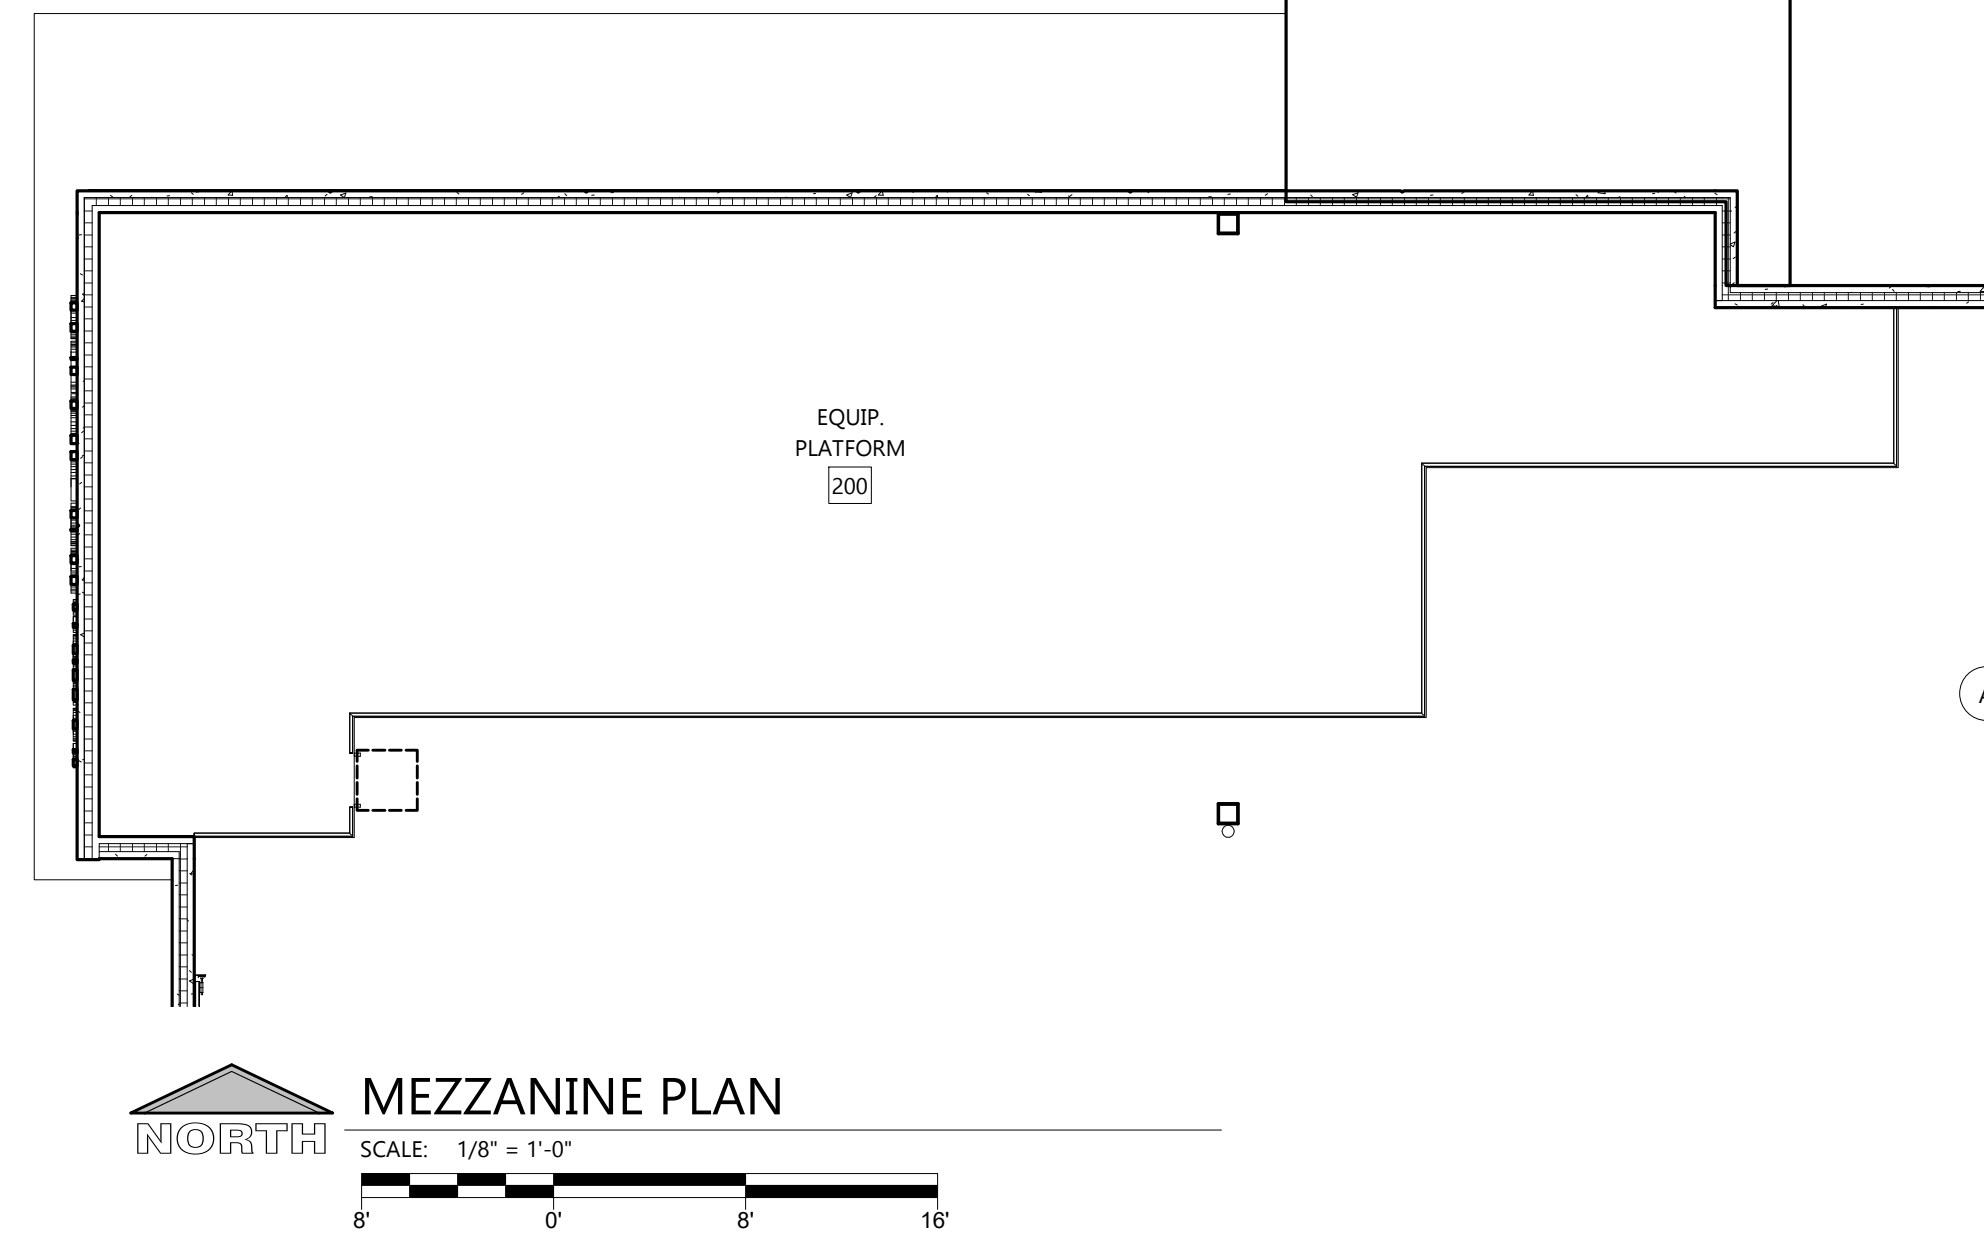 EQUIP.
PLATFORM
200
A
NORTH
MEZZANINE PLAN
SCALE: 1/8" = 1'-0"
8' 0' 8' 16'